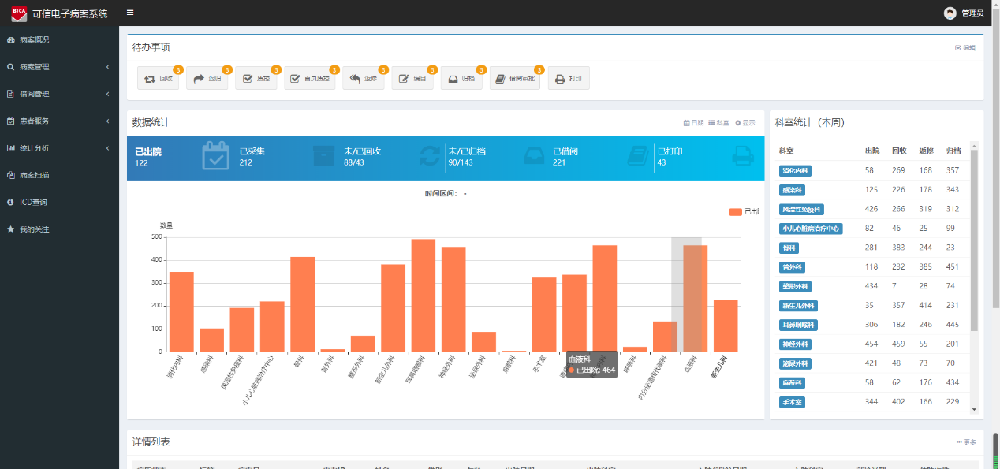 BJCA 可信电子病案系统
管理员
病案概况
病案管理
借阅管理
患者服务
统计分析
病案扫描
ICD查询
我的关注
待办事项
编辑
3 3 3 3 3 3 3 3
回收 退归 质控 首页质控 返修 编目 归档 借阅审批 打印
数据统计
日期 科室 显示
已出院 已采集 未/已回收 未/已归档 已借阅 已打印
122 212 88/43 90/143 221 43
时间区间： -
已出院
数量
500
400
300
200
100
0
消化内科 感染科 风湿性免疫科 小儿心脏病治疗中心 骨科 普外科 整形外科 新生儿外科 耳鼻咽喉科 神经外科 泌尿外科 麻醉科 手术室 呼吸科 内分泌遗传代谢科 血液科 新生儿科
血液科
已出院: 464
科室统计（本周）
科室 出院 回收 返修 归档
消化内科 58 269 168 357
感染科 125 226 178 343
风湿性免疫科 426 266 319 312
小儿心脏病治疗中心 82 46 25 99
骨科 281 383 244 23
普外科 118 232 385 451
整形外科 434 7 28 74
新生儿外科 35 357 414 231
耳鼻咽喉科 306 182 246 445
神经外科 454 459 55 201
泌尿外科 421 48 73 70
麻醉科 58 62 176 434
手术室 344 402 166 229
详情列表
更多